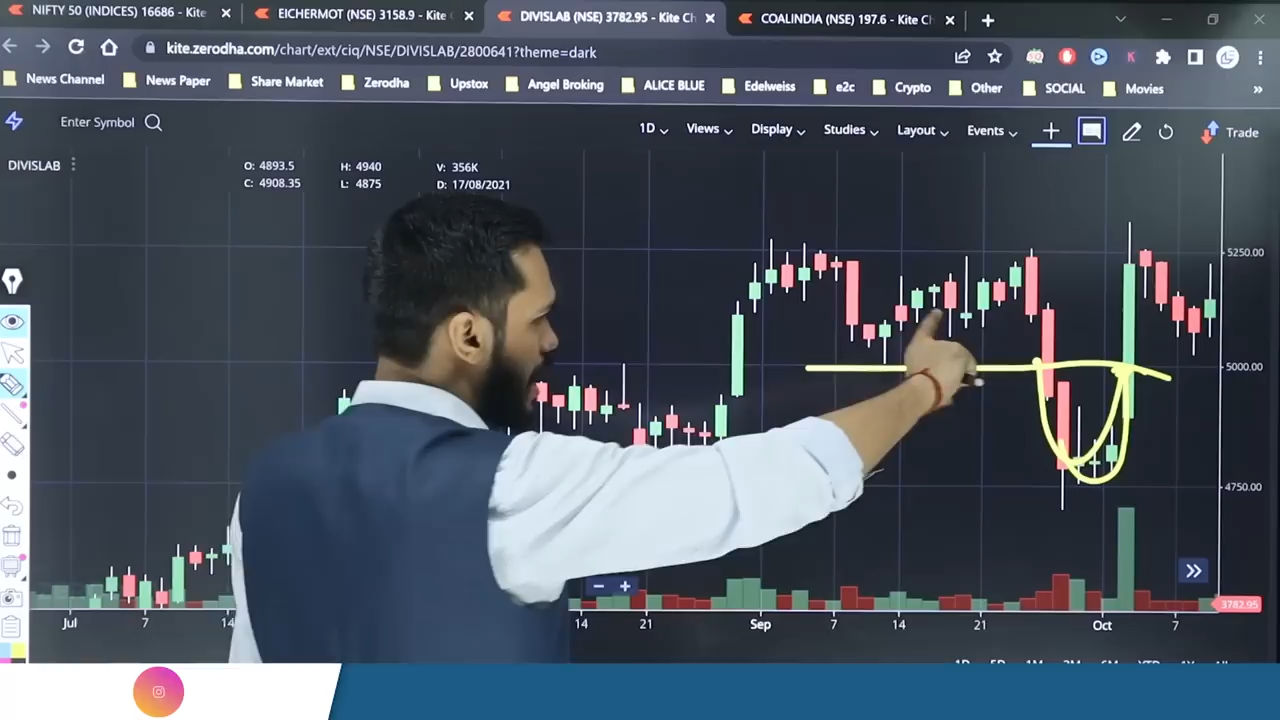 NIFTY 50 (INDICES) 16686 - Kite
EICHERMOT (NSE) 3158.9 - Kite
DIVISLAB (NSE) 3782.95 - Kite Ch
COALINDIA (NSE) 197.6 - Kite Ch
kite.zerodha.com/chart/ext/ciq/NSE/DIVISLAB/2800641?theme=dark
News Channel News Paper Share Market Zerodha Upstox Angel Broking ALICE BLUE Edelweiss e2c Crypto Other SOCIAL Movies
Enter Symbol 1D Views Display Studies Layout Events Trade
DIVISLAB O: 4893.5 H: 4940 V: 356K
C: 4908.35 L: 4875 D: 17/08/2021
5250.00
5000.00
4750.00
3782.95
Jul 7 14 14 21 Sep 7 14 21 Oct 7